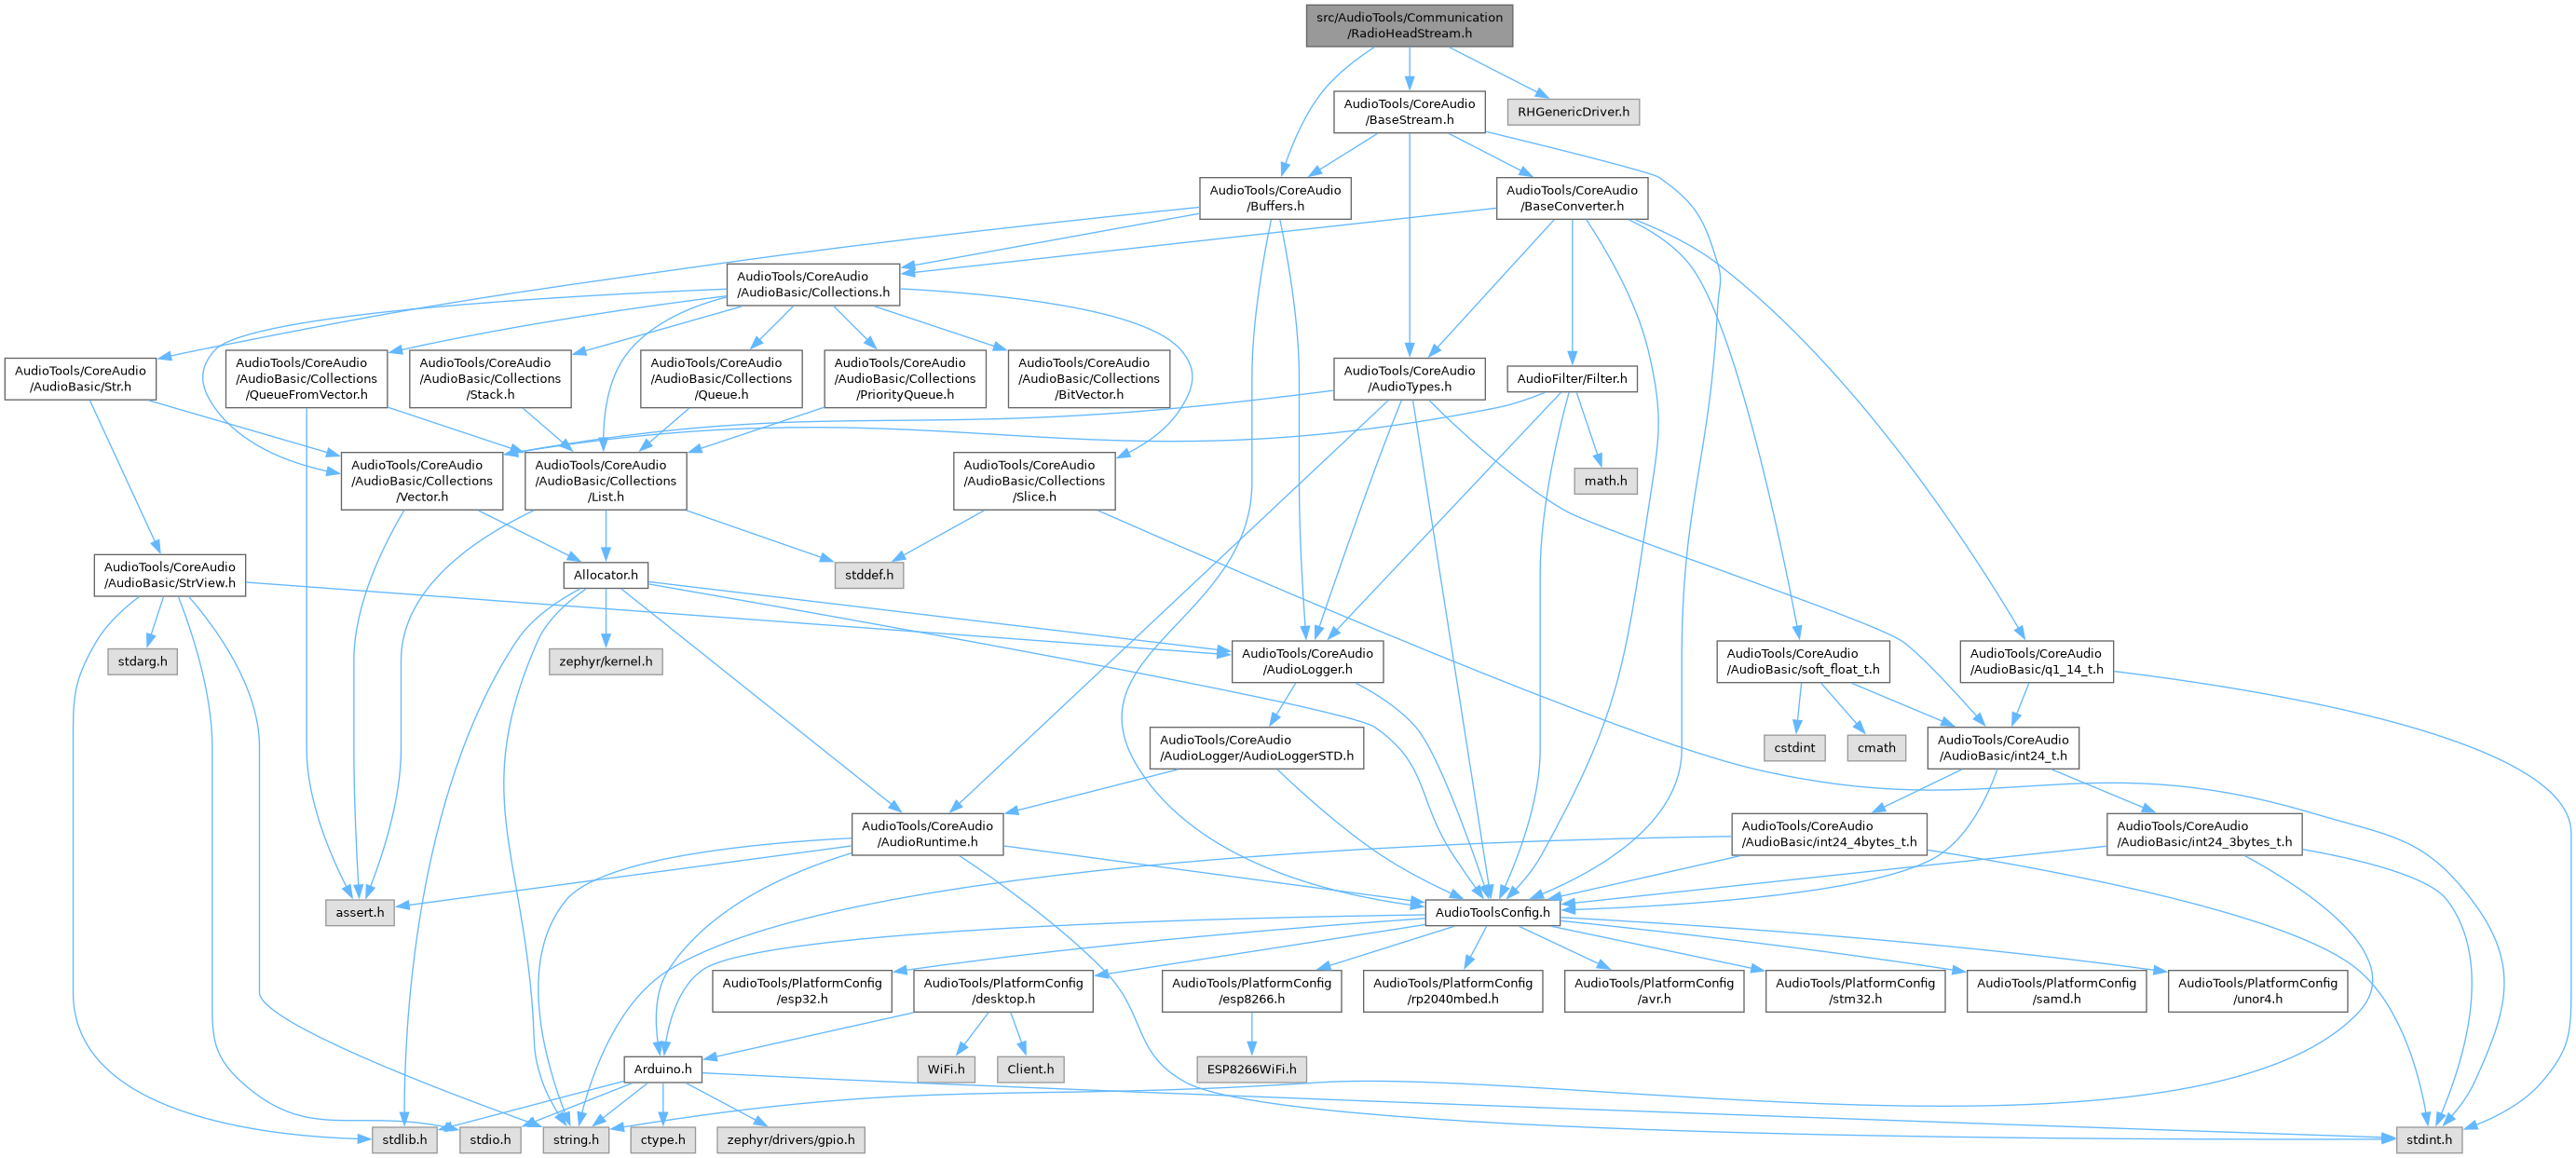 src/AudioTools/Communication
/RadioHeadStream.h
AudioTools/CoreAudio
/BaseStream.h
RHGenericDriver.h
AudioTools/CoreAudio
/Buffers.h
AudioTools/CoreAudio
/BaseConverter.h
AudioTools/CoreAudio
/AudioBasic/Collections.h
AudioTools/CoreAudio
/AudioBasic/Str.h
AudioTools/CoreAudio
/AudioBasic/Collections
/QueueFromVector.h
AudioTools/CoreAudio
/AudioBasic/Collections
/Stack.h
AudioTools/CoreAudio
/AudioBasic/Collections
/Queue.h
AudioTools/CoreAudio
/AudioBasic/Collections
/PriorityQueue.h
AudioTools/CoreAudio
/AudioBasic/Collections
/BitVector.h
AudioTools/CoreAudio
/AudioTypes.h
AudioFilter/Filter.h
AudioTools/CoreAudio
/AudioBasic/Collections
/Vector.h
AudioTools/CoreAudio
/AudioBasic/Collections
/List.h
AudioTools/CoreAudio
/AudioBasic/Collections
/Slice.h
math.h
AudioTools/CoreAudio
/AudioBasic/StrView.h
Allocator.h
stddef.h
stdarg.h
zephyr/kernel.h
AudioTools/CoreAudio
/AudioLogger.h
AudioTools/CoreAudio
/AudioBasic/soft_float_t.h
AudioTools/CoreAudio
/AudioBasic/q1_14_t.h
AudioTools/CoreAudio
/AudioLogger/AudioLoggerSTD.h
cstdint
cmath
AudioTools/CoreAudio
/AudioBasic/int24_t.h
AudioTools/CoreAudio
/AudioRuntime.h
AudioTools/CoreAudio
/AudioBasic/int24_4bytes_t.h
AudioTools/CoreAudio
/AudioBasic/int24_3bytes_t.h
assert.h
AudioToolsConfig.h
AudioTools/PlatformConfig
/esp32.h
AudioTools/PlatformConfig
/desktop.h
AudioTools/PlatformConfig
/esp8266.h
AudioTools/PlatformConfig
/rp2040mbed.h
AudioTools/PlatformConfig
/avr.h
AudioTools/PlatformConfig
/stm32.h
AudioTools/PlatformConfig
/samd.h
AudioTools/PlatformConfig
/unor4.h
Arduino.h
WiFi.h
Client.h
ESP8266WiFi.h
stdlib.h
stdio.h
string.h
ctype.h
zephyr/drivers/gpio.h
stdint.h